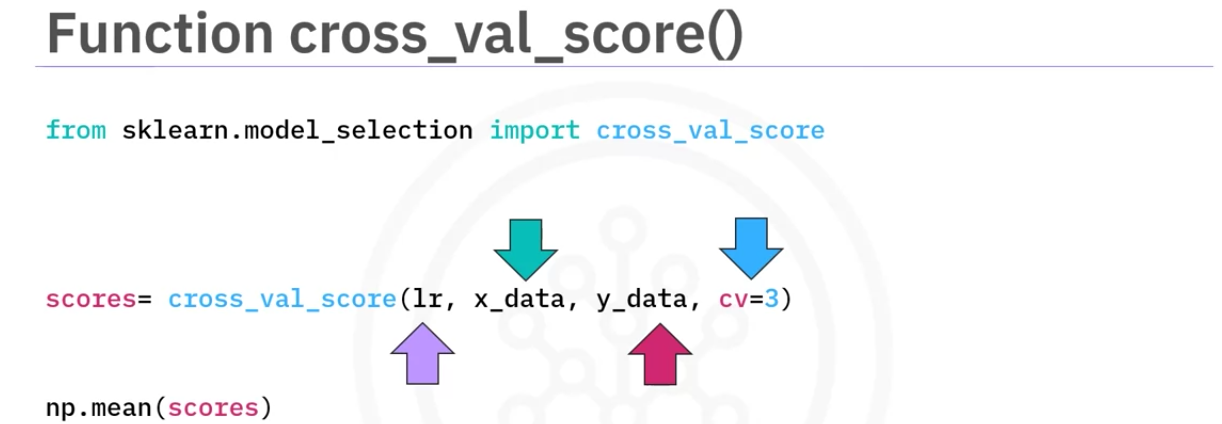 Function cross_val_score()
from sklearn.model_selection import cross_val_score
scores= cross_val_score(lr, x_data, y_data, cv=3)
np.mean(scores)